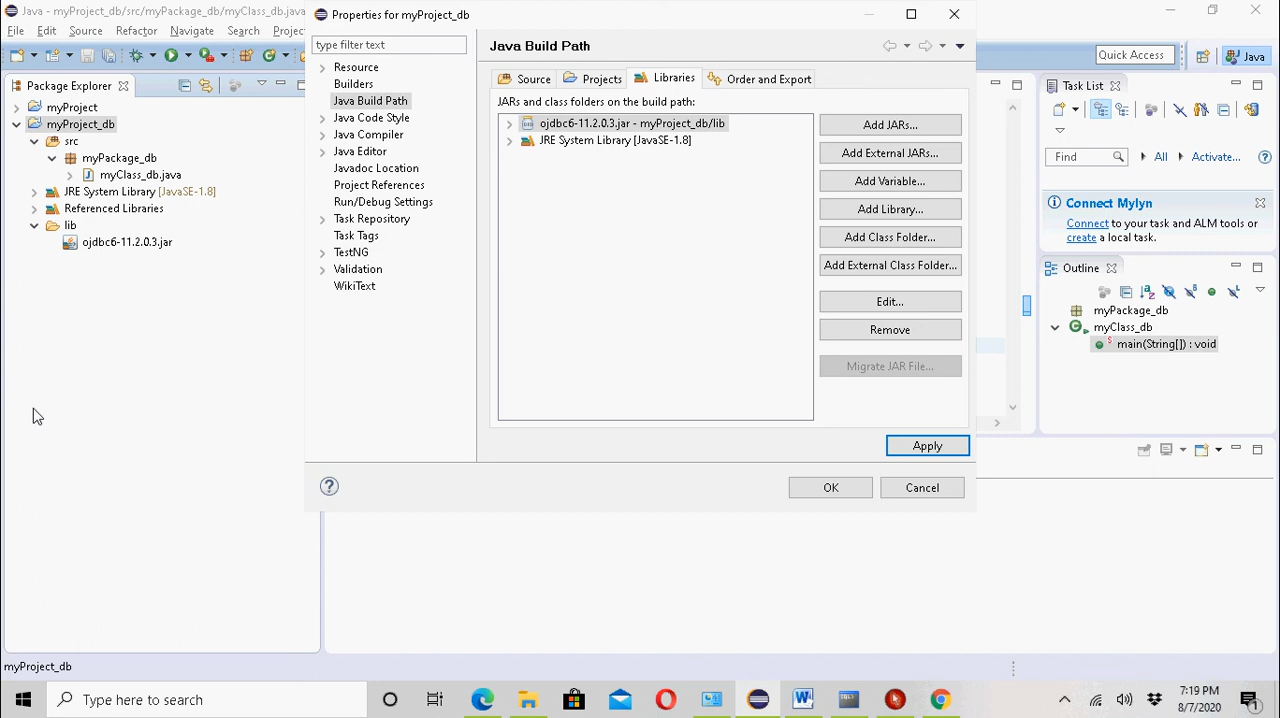 Java - myProject_db/src/myPackage_db/myClass_db.java
File Edit Source Refactor Navigate Search Project
Package Explorer
myProject
myProject_db
src
myPackage_db
myClass_db.java
JRE System Library [JavaSE-1.8]
Referenced Libraries
lib
ojdbc6-11.2.0.3.jar
Properties for myProject_db
type filter text
Resource
Builders
Java Build Path
Java Code Style
Java Compiler
Java Editor
Javadoc Location
Project References
Run/Debug Settings
Task Repository
Task Tags
TestNG
Validation
WikiText
Java Build Path
Source Projects Libraries Order and Export
JARs and class folders on the build path:
ojdbc6-11.2.0.3.jar - myProject_db/lib
JRE System Library [JavaSE-1.8]
Add JARs...
Add External JARs...
Add Variable...
Add Library...
Add Class Folder...
Add External Class Folder...
Edit...
Remove
Migrate JAR File...
Apply
OK Cancel
Quick Access
Java
Task List
Find All Activate...
Connect Mylyn
Connect to your task and ALM tools or
create a local task.
Outline
myPackage_db
myClass_db
main(String[]) : void
myProject_db
Type here to search
7:19 PM
8/7/2020
1